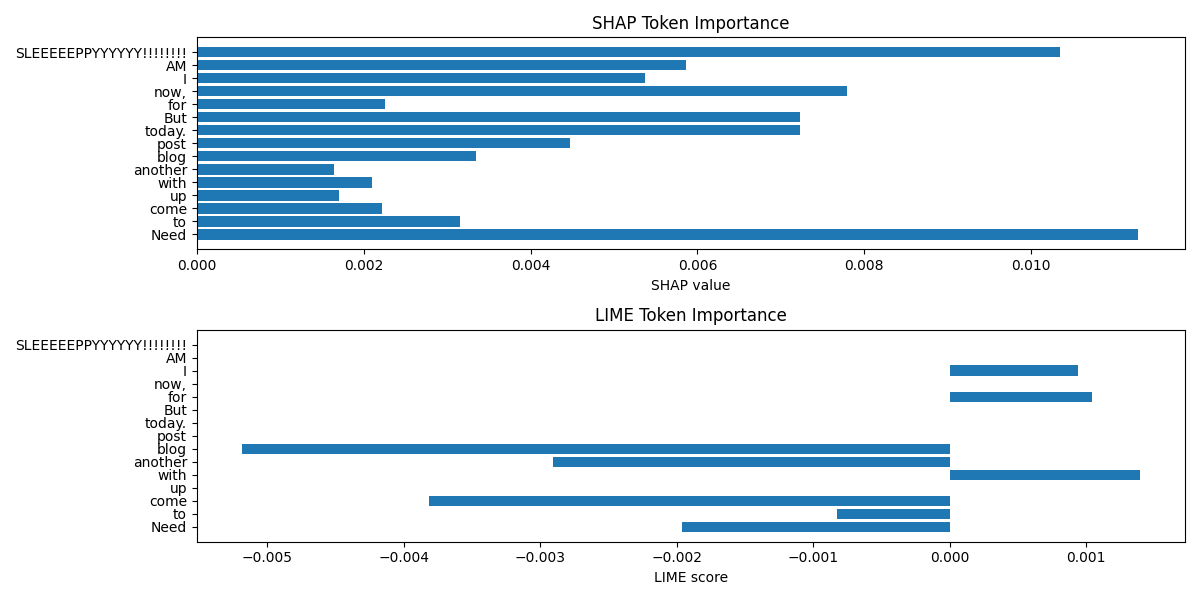 SHAP Token Importance
SLEEEEEPPYYYYYY!!!!!!!!
AM
I
now,
for
But
today.
post
blog
another
with
up
come
to
Need
0.000 0.002 0.004 0.006 0.008 0.010
SHAP value
LIME Token Importance
SLEEEEEPPYYYYYY!!!!!!!!
AM
I
now,
for
But
today.
post
blog
another
with
up
come
to
Need
−0.005 −0.004 −0.003 −0.002 −0.001 0.000 0.001
LIME score